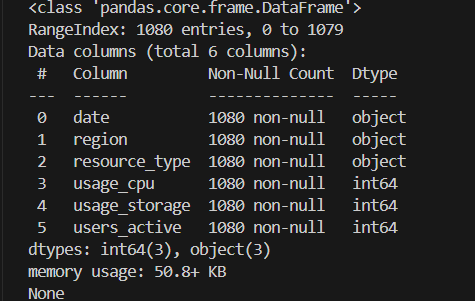 <class 'pandas.core.frame.DataFrame'>
RangeIndex: 1080 entries, 0 to 1079
Data columns (total 6 columns):
 #   Column         Non-Null Count  Dtype
---  ------         --------------  -----
 0   date           1080 non-null   object
 1   region         1080 non-null   object
 2   resource_type  1080 non-null   object
 3   usage_cpu      1080 non-null   int64
 4   usage_storage  1080 non-null   int64
 5   users_active   1080 non-null   int64
dtypes: int64(3), object(3)
memory usage: 50.8+ KB
None